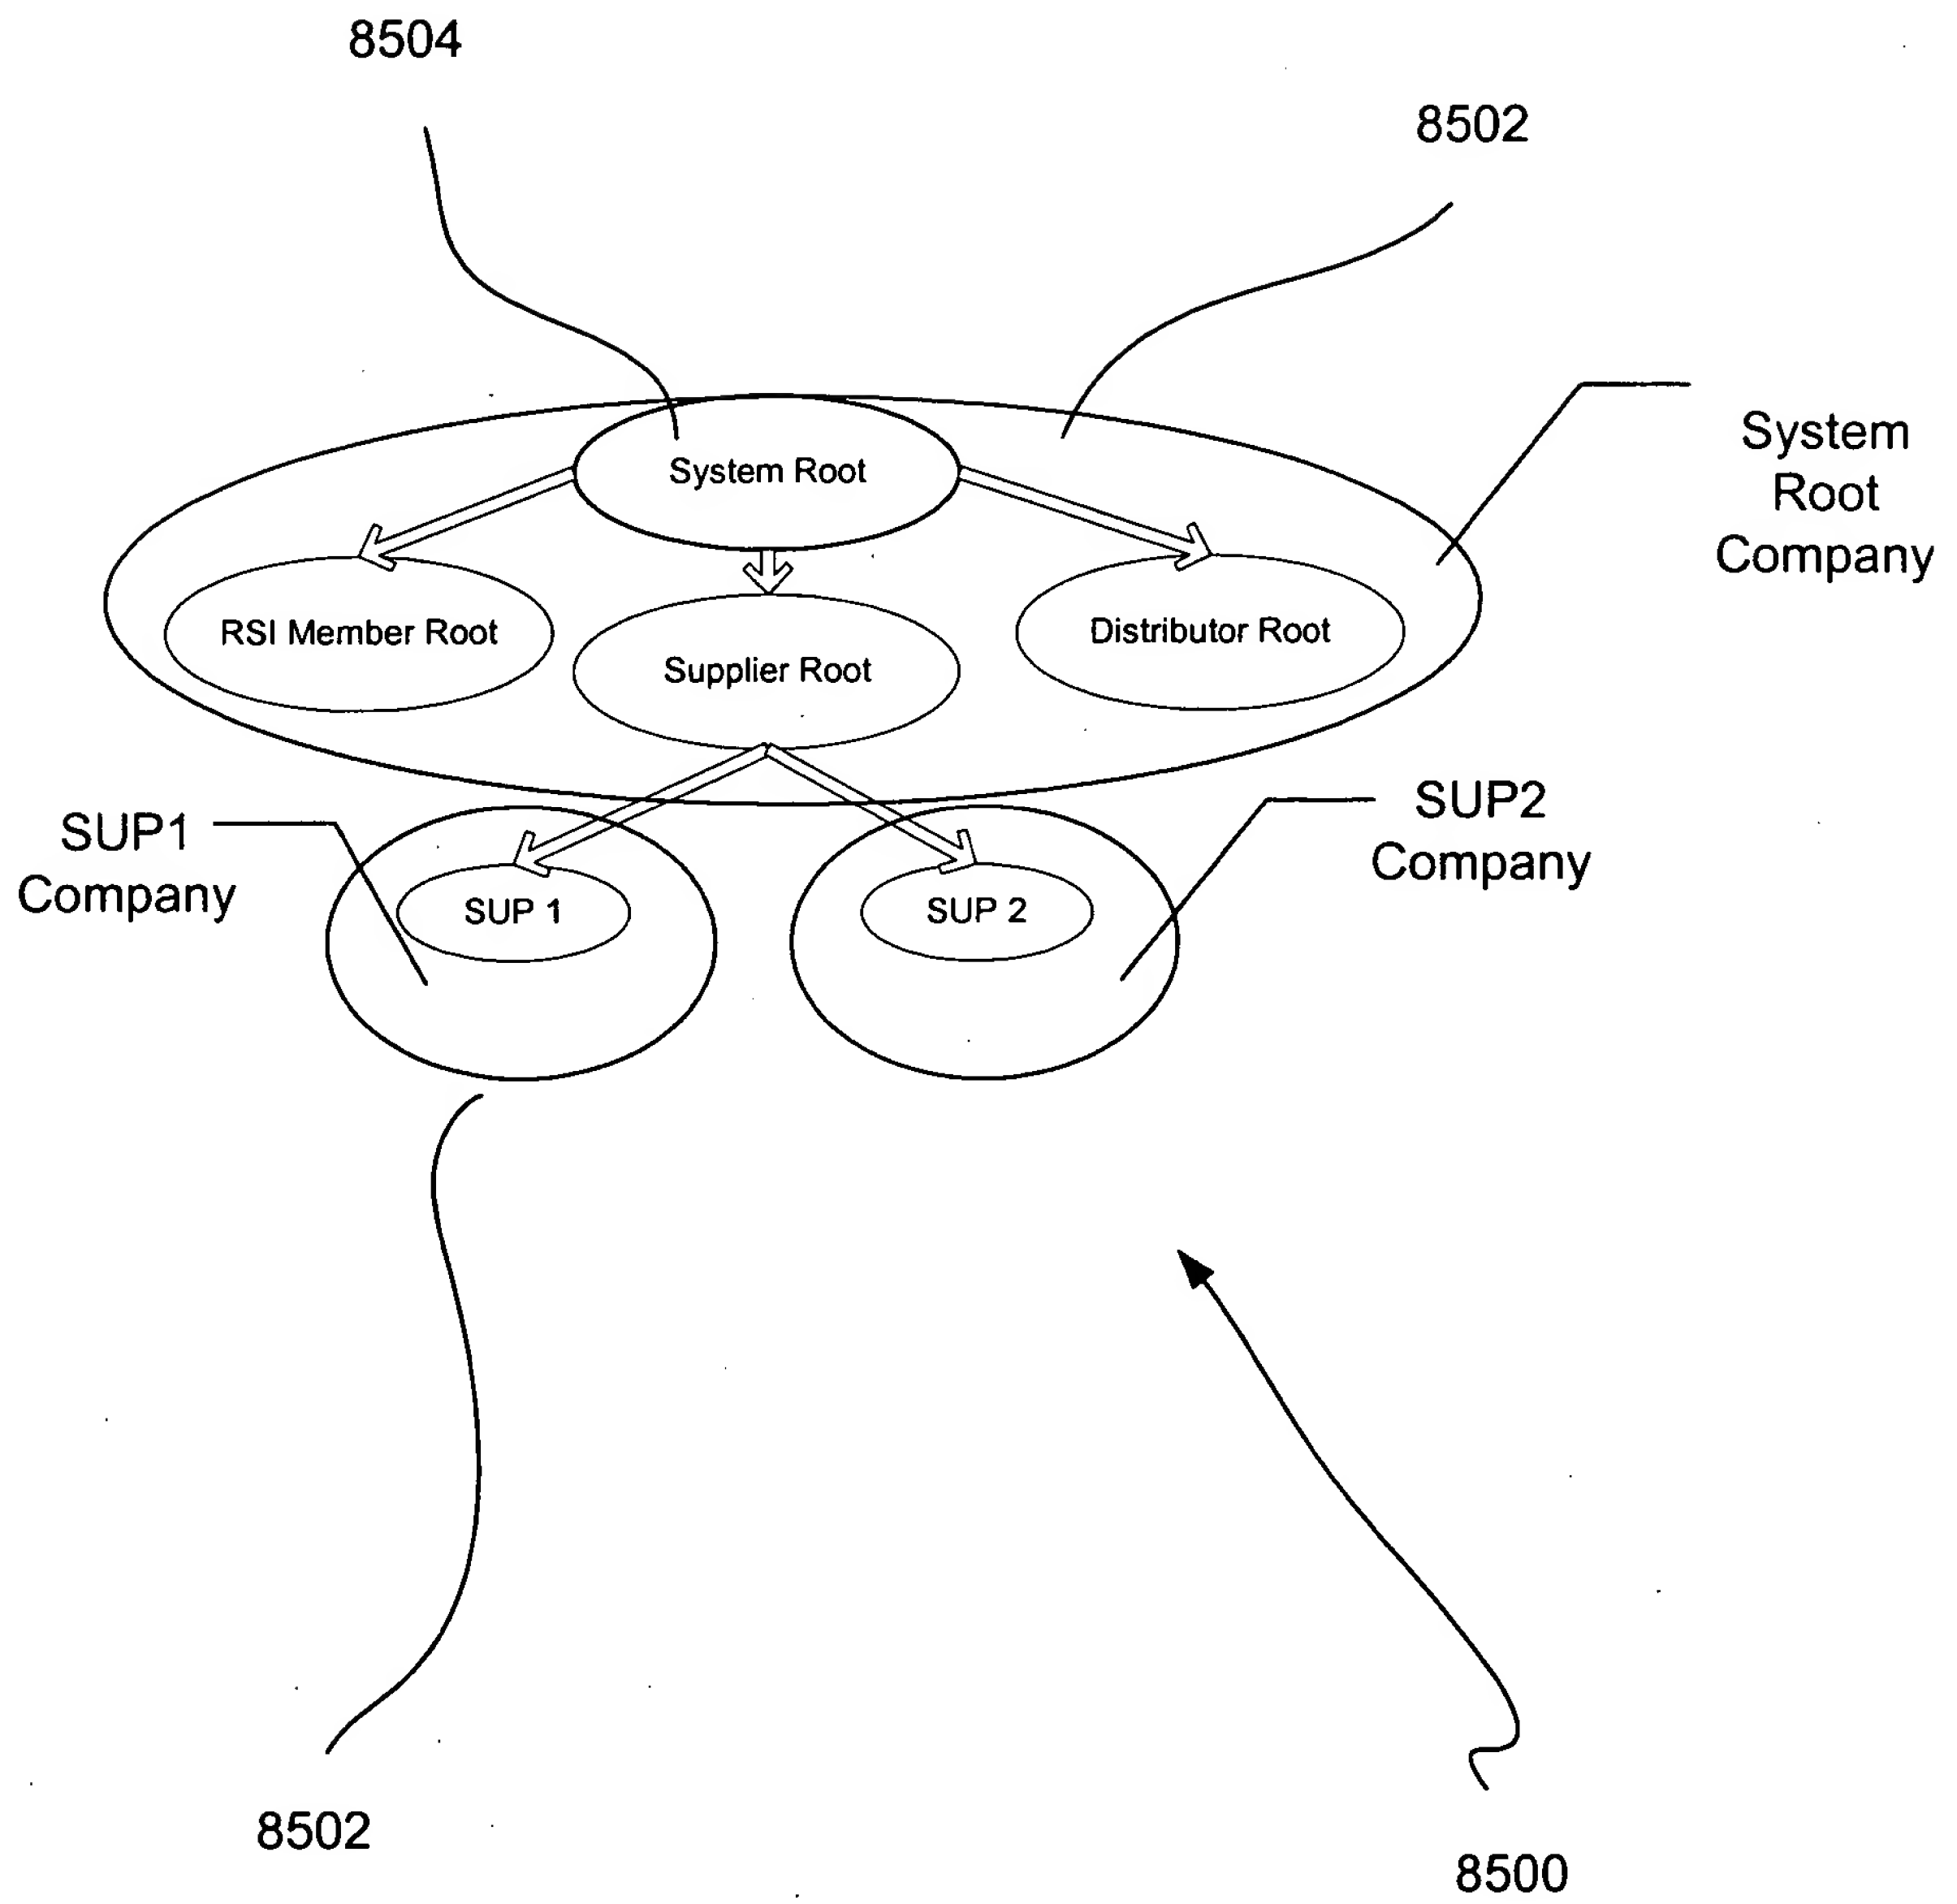 8504
8502
System
Root
Company
System Root
RSI Member Root
Supplier Root
Distributor Root
SUP1
Company
SUP2
Company
SUP 1
SUP 2
8502
8500